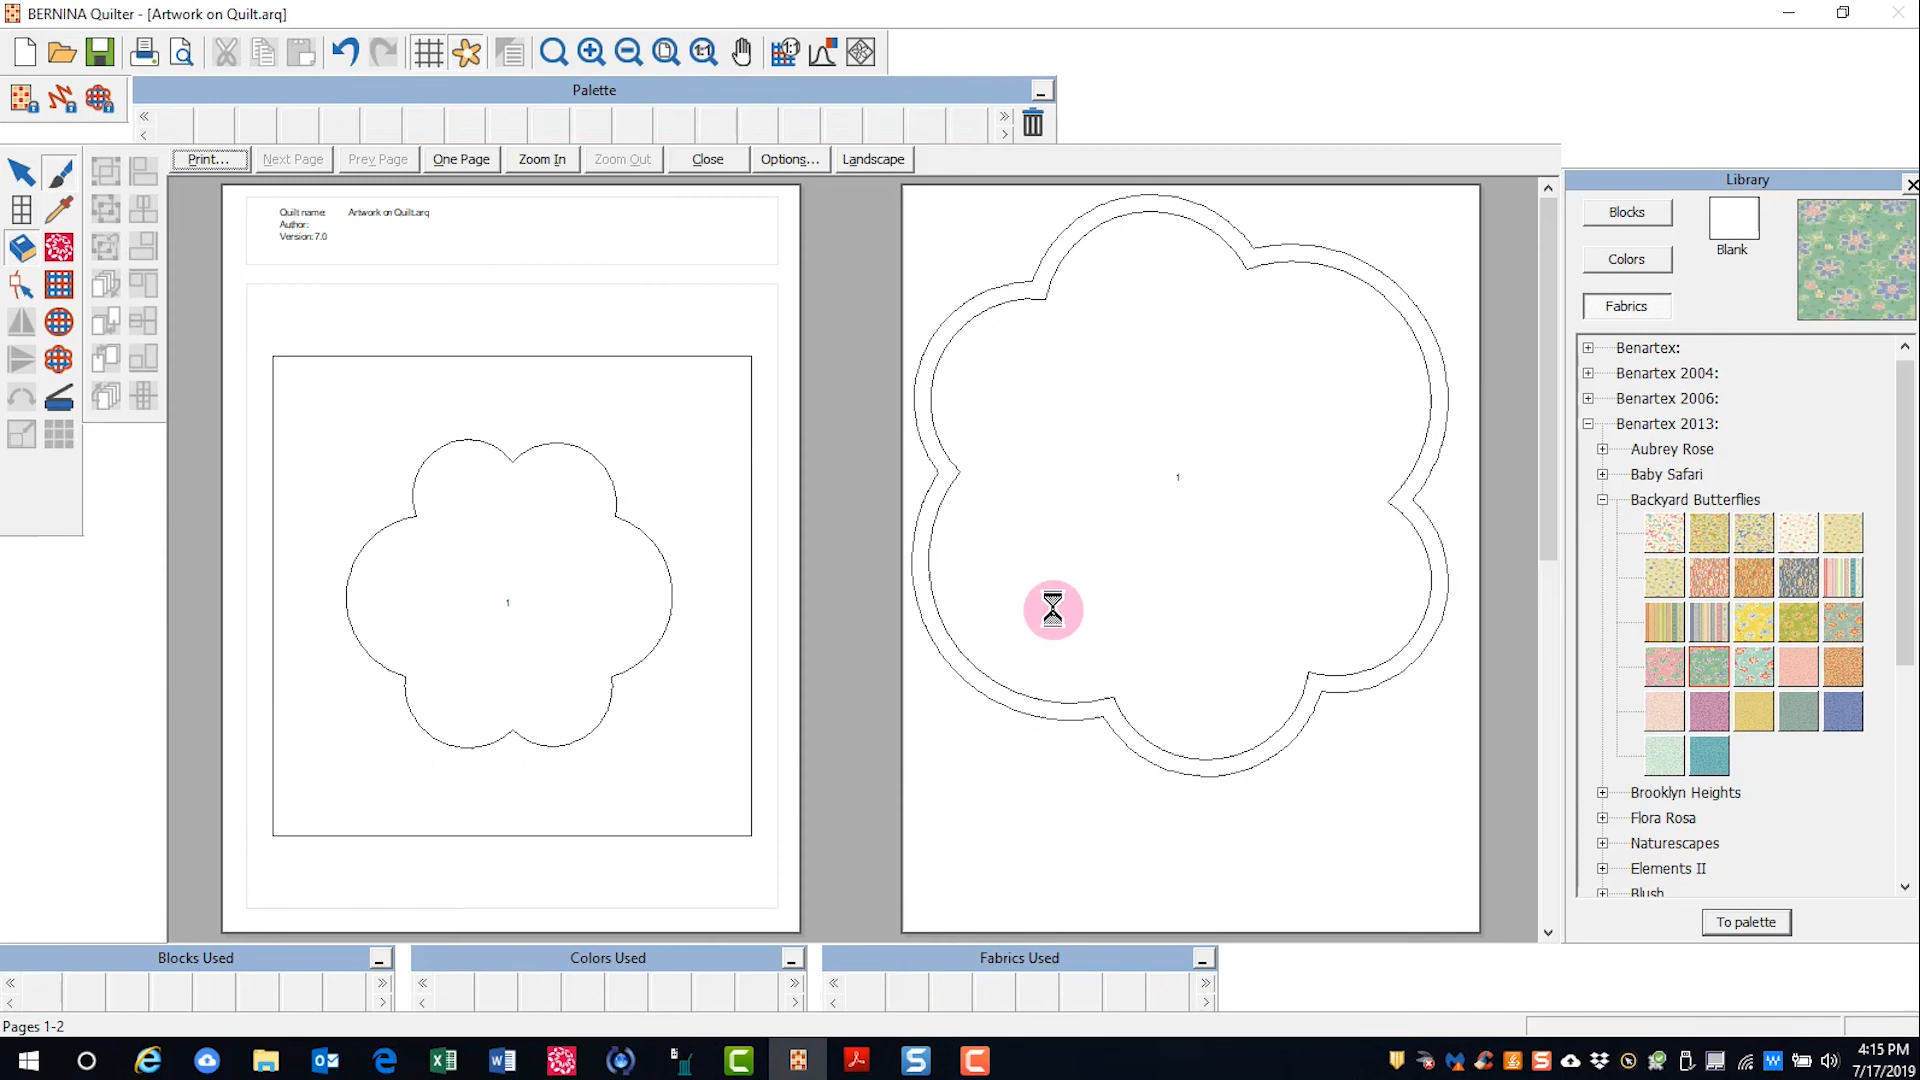 BERNINA Quilter - [Artwork on Quilt.arq]
Palette
Print... Next Page Prev Page One Page Zoom In Zoom Out Close Options... Landscape
Quilt name: Artwork on Quilt.arq
Author:
Version: 7.0
1
1
Library
Blocks
Colors
Fabrics
Blank
Benartex:
Benartex 2004:
Benartex 2006:
Benartex 2013:
Aubrey Rose
Baby Safari
Backyard Butterflies
Brooklyn Heights
Flora Rosa
Naturescapes
Elements II
Blush
To palette
Blocks Used Colors Used Fabrics Used
Pages 1-2
4:15 PM
7/17/2019